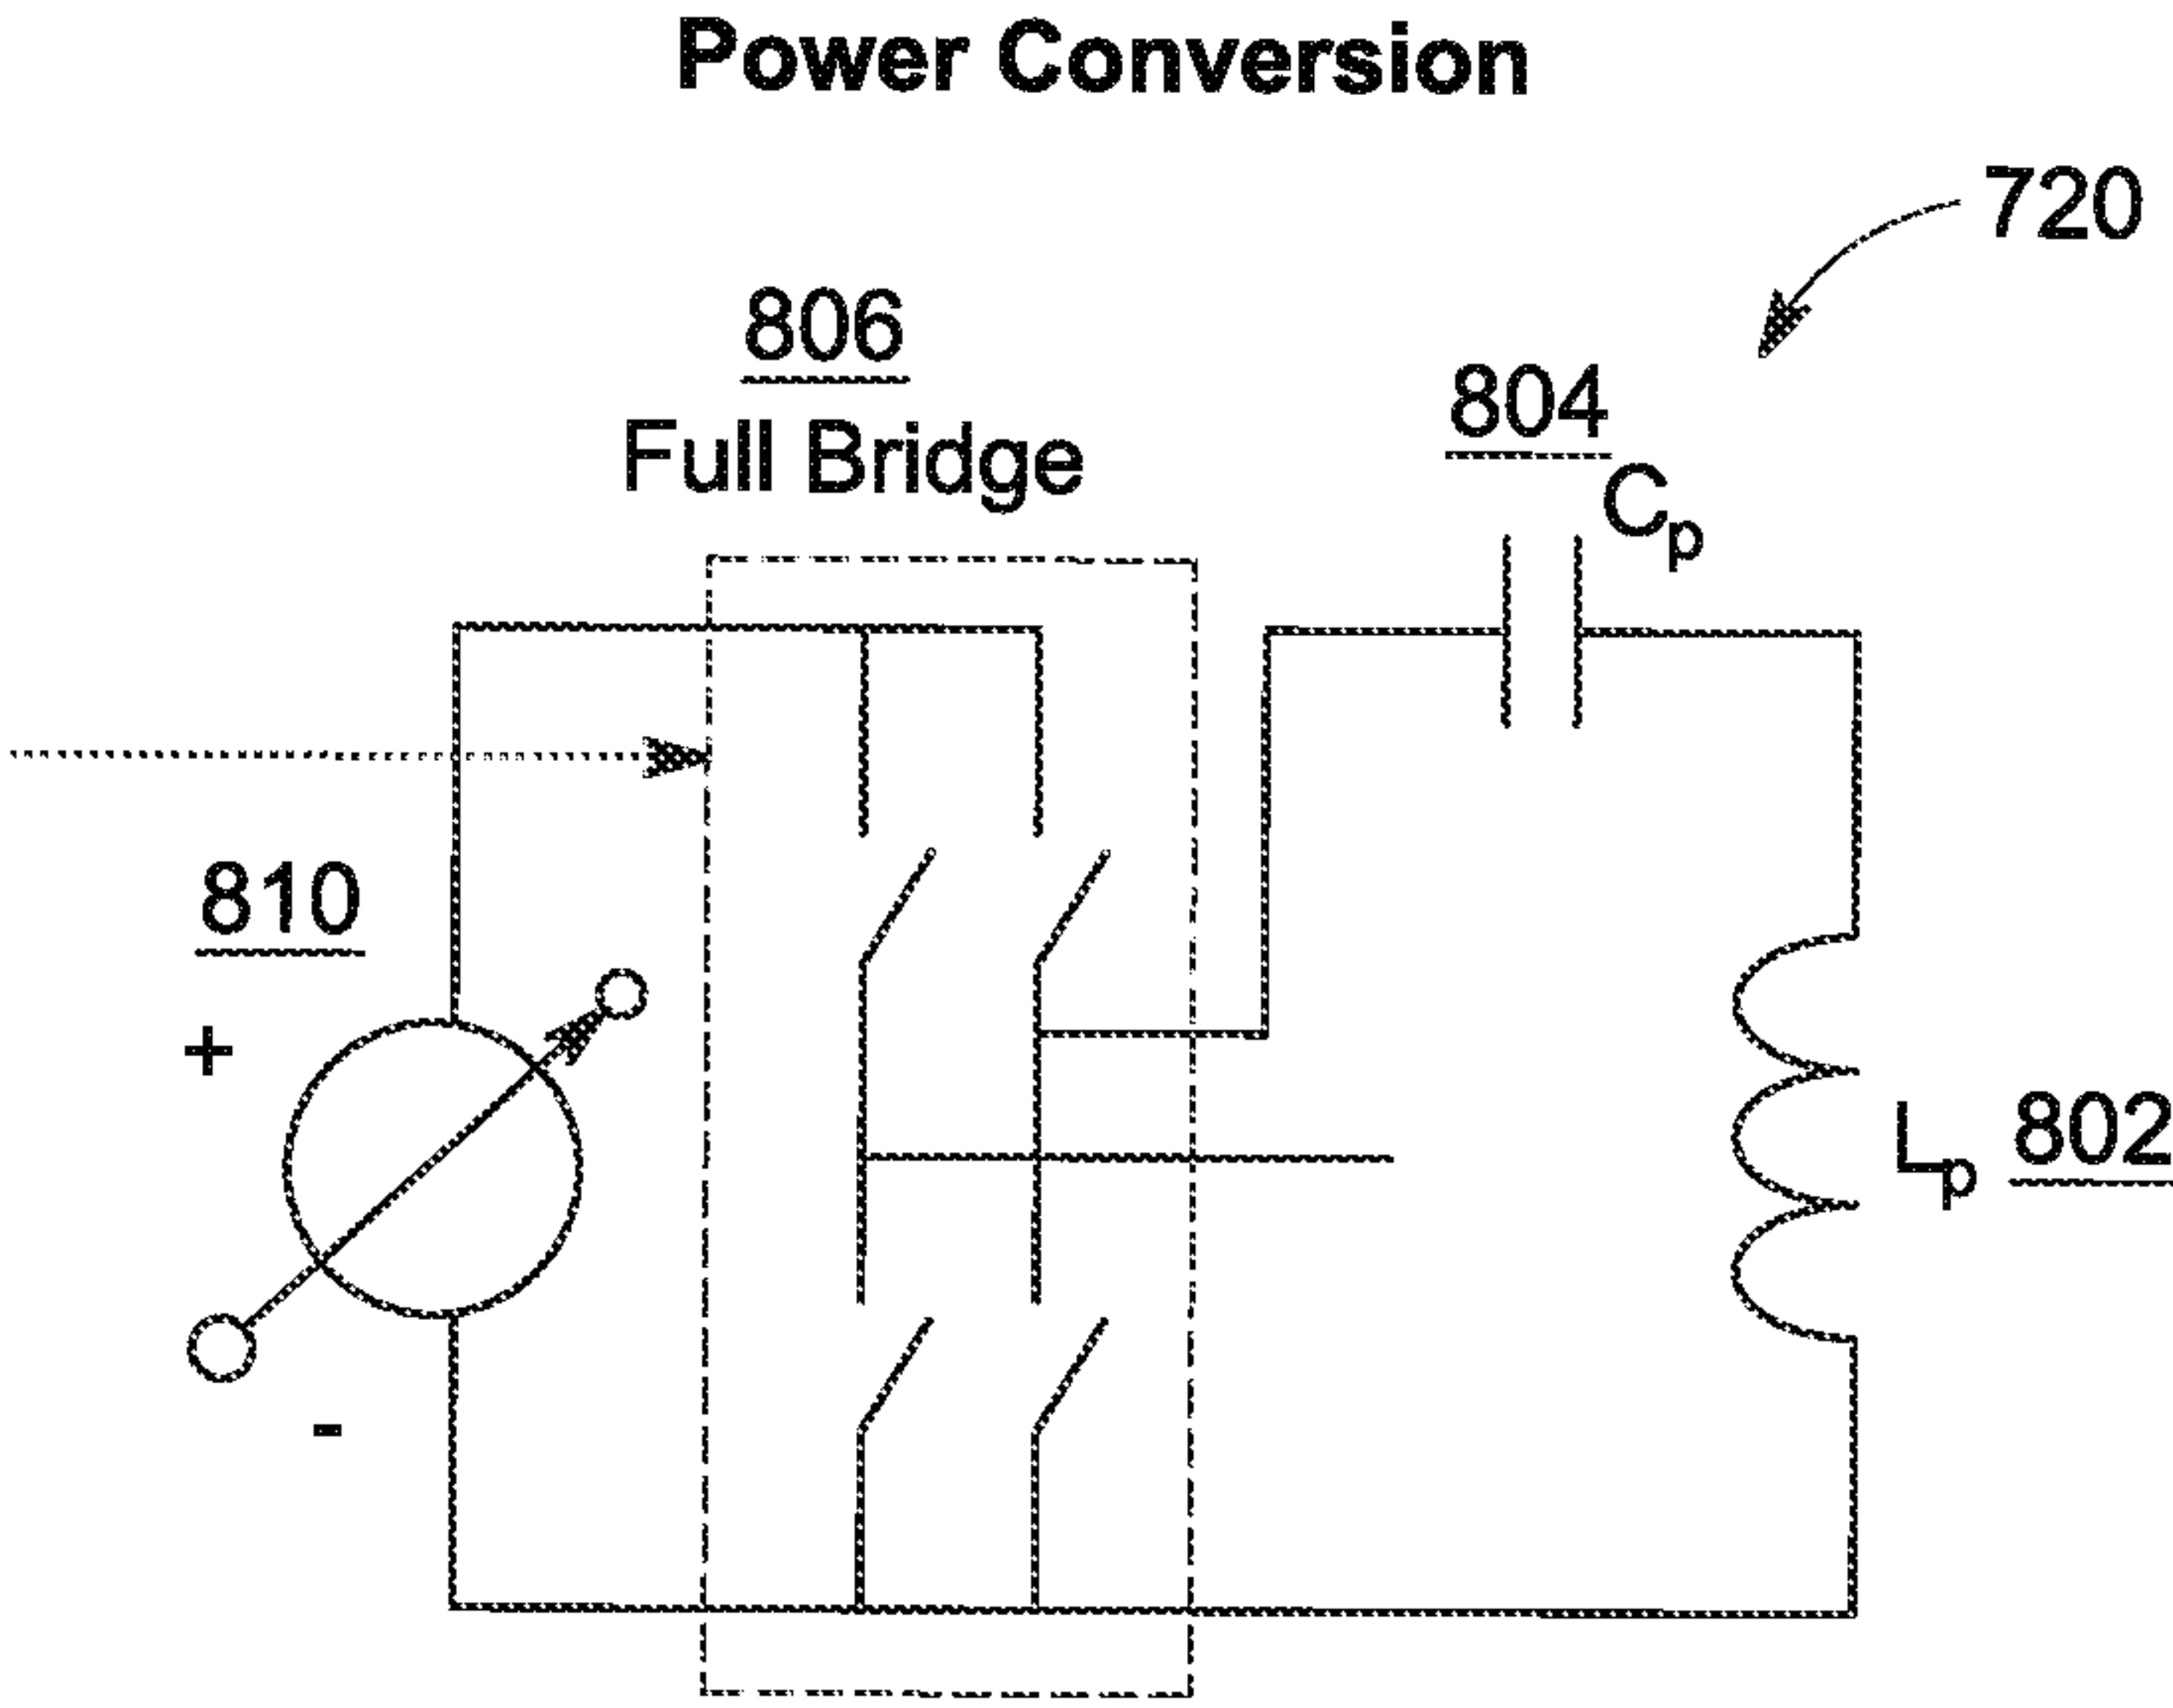 Power Conversion
720
806
Full Bridge
804
Cp
810
+
-
Lp 802